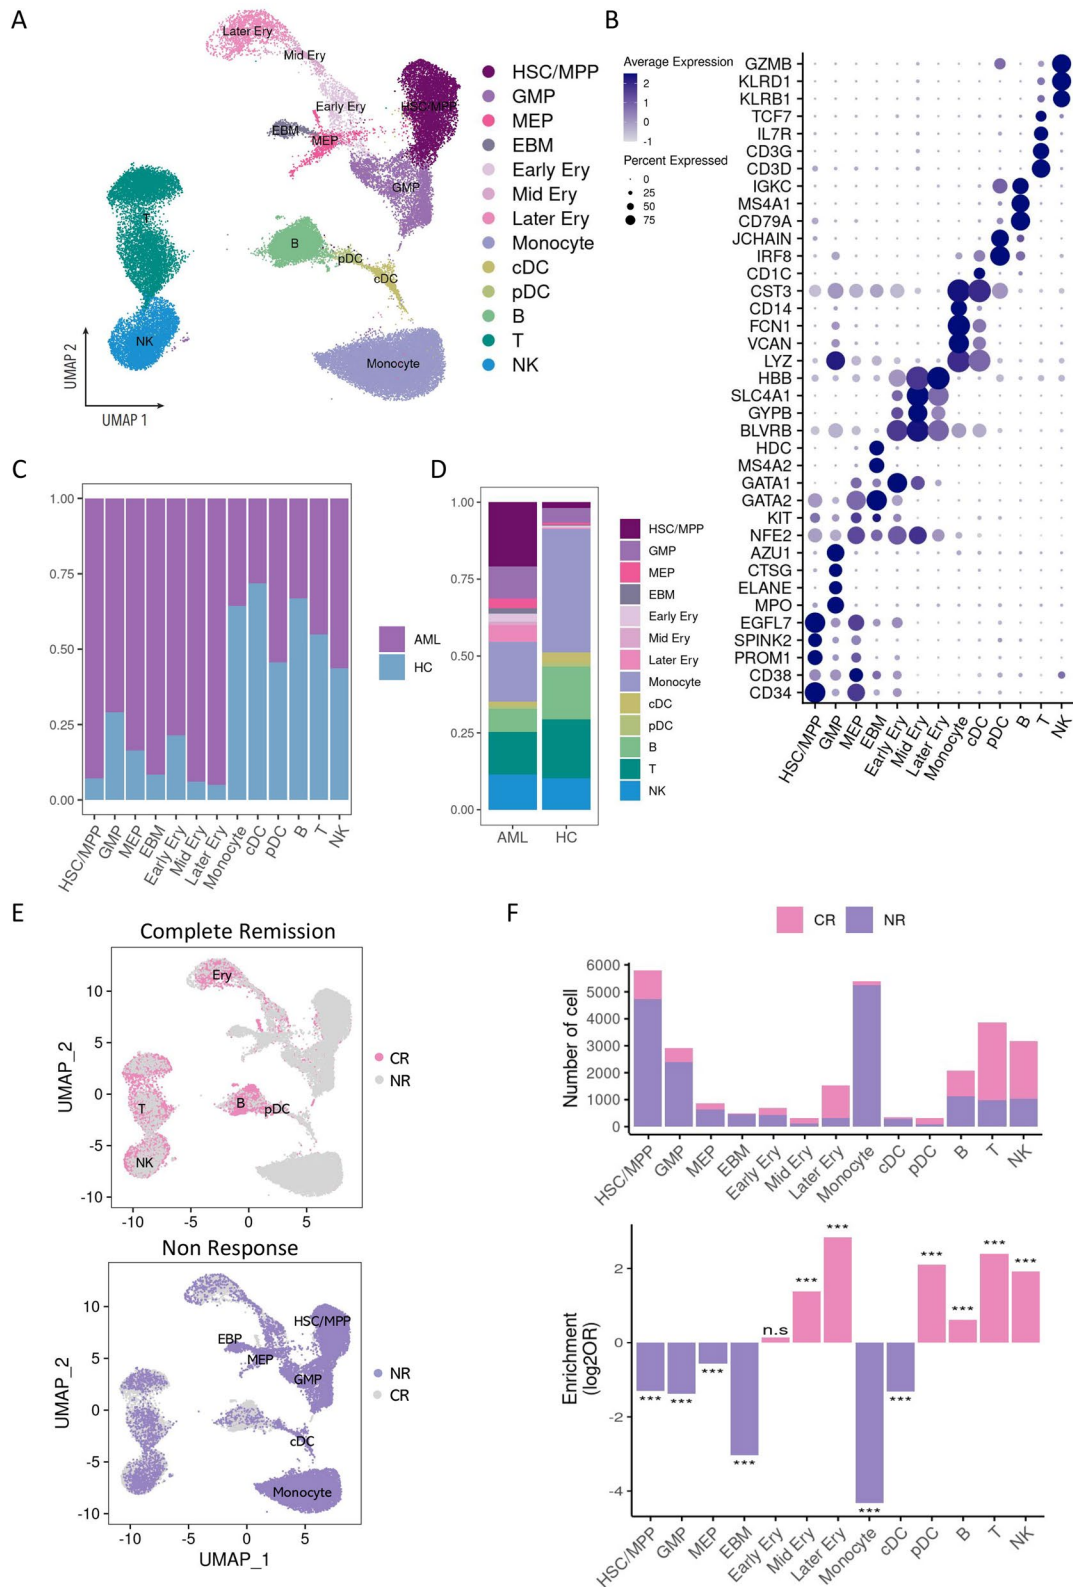 A
Later Ery
Mid Ery
Early Ery
HSC/MPP
EBM
MEP
GMP
T
B
pDC
cDC
NK
Monocyte
UMAP 2
UMAP 1
HSC/MPP
GMP
MEP
EBM
Early Ery
Mid Ery
Later Ery
Monocyte
cDC
pDC
B
T
NK
B
Average Expression
2
1
0
-1
Percent Expressed
0
25
50
75
GZMB
KLRD1
KLRB1
TCF7
IL7R
CD3G
CD3D
IGKC
MS4A1
CD79A
JCHAIN
IRF8
CD1C
CST3
CD14
FCN1
VCAN
LYZ
HBB
SLC4A1
GYPB
BLVRB
HDC
MS4A2
GATA1
GATA2
KIT
NFE2
AZU1
CTSG
ELANE
MPO
EGFL7
SPINK2
PROM1
CD38
CD34
HSC/MPP
GMP
MEP
EBM
Early Ery
Mid Ery
Later Ery
Monocyte
cDC
pDC
B
T
NK
C
1.00
0.75
0.50
0.25
0.00
HSC/MPP
GMP
MEP
EBM
Early Ery
Mid Ery
Later Ery
Monocyte
cDC
pDC
B
T
NK
AML
HC
D
1.00
0.75
0.50
0.25
0.00
AML HC
HSC/MPP
GMP
MEP
EBM
Early Ery
Mid Ery
Later Ery
Monocyte
cDC
pDC
B
T
NK
E
Complete Remission
UMAP_2
10
5
0
-5
-10
Ery
T
B
pDC
NK
CR
NR
-10 -5 0 5
Non Response
UMAP_2
10
5
0
-5
-10
HSC/MPP
EBP
MEP
GMP
cDC
Monocyte
NR
CR
-10 -5 0 5
UMAP_1
F
CR NR
Number of cell
6000
5000
4000
3000
2000
1000
0
HSC/MPP
GMP
MEP
EBM
Early Ery
Mid Ery
Later Ery
Monocyte
cDC
pDC
B
T
NK
Enrichment
(log2OR)
2
0
-2
-4
***
***
***
***
n.s
***
***
***
***
***
***
***
***
HSC/MPP
GMP
MEP
EBM
Early Ery
Mid Ery
Later Ery
Monocyte
cDC
pDC
B
T
NK